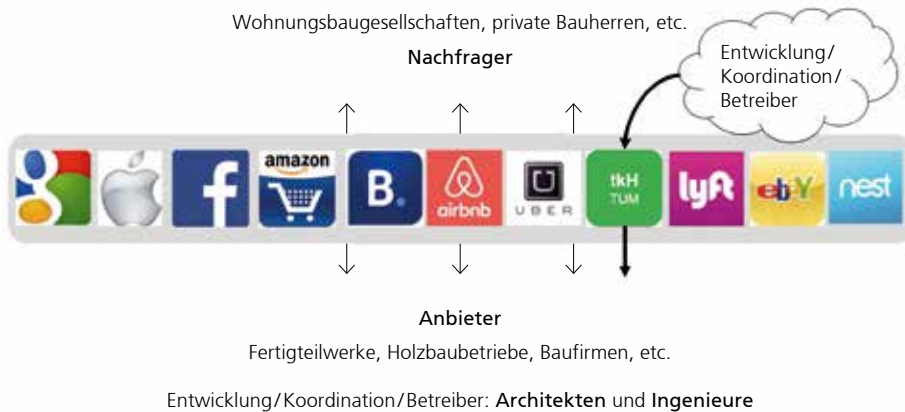 Wohnungsbaugesellschaften, private Bauherren, etc.
Nachfrager
Entwicklung/
Koordination/
Betreiber
g
f
amazon
B.
airbnb
U
UBER
tkH
TUM
lyft
ebY
nest
Anbieter
Fertigteilwerke, Holzbaubetriebe, Baufirmen, etc.
Entwicklung/Koordination/Betreiber: Architekten und Ingenieure